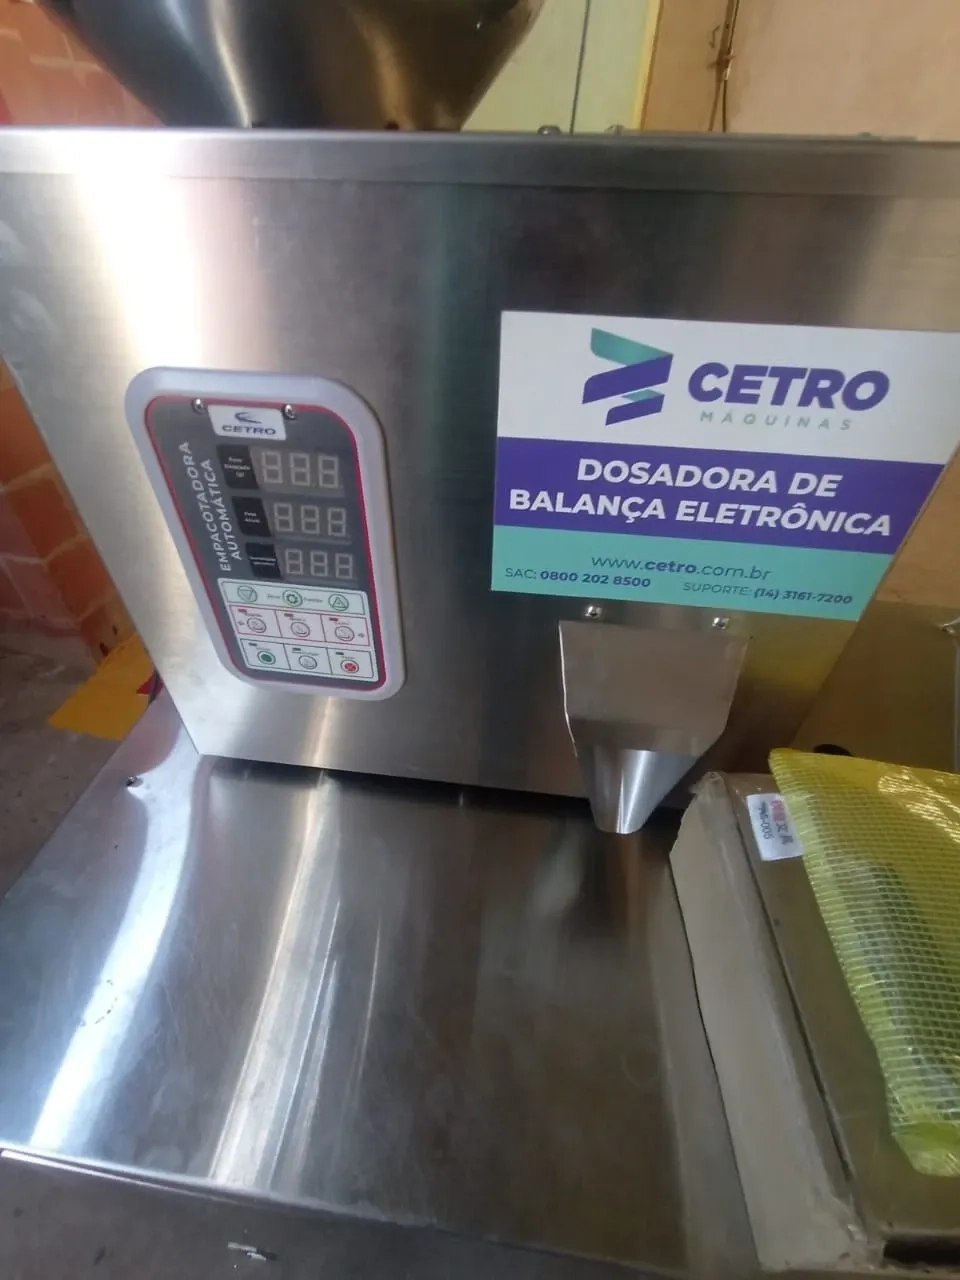 CETRO
EMPACOTADORA
AUTOMÁTICA
CETRO
MÁQUINAS
DOSADORA DE
BALANÇA ELETRÔNICA
www.cetro.com.br
SAC: 0800 202 8500 SUPORTE: (14) 3161-7200